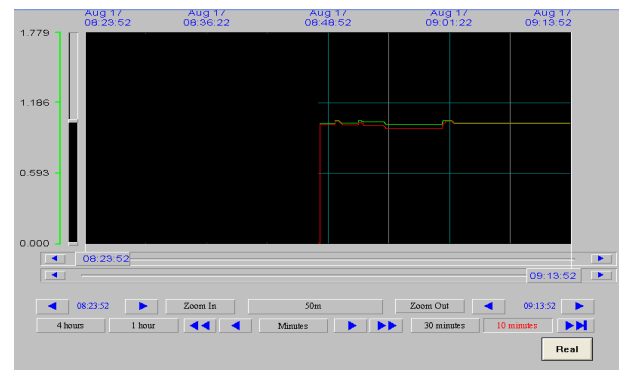 Aug 17 Aug 17 Aug 17 Aug 17 Aug 17
08:23:52 08:36:22 08:48:52 09:01:22 09:13:52
1.779
1.186
0.593
0.000
08:23:52
09:13:52
08:23:52 Zoom In 50m Zoom Out 09:13:52
4 hours 1 hour Minutes 30 minutes 10 minutes
Real